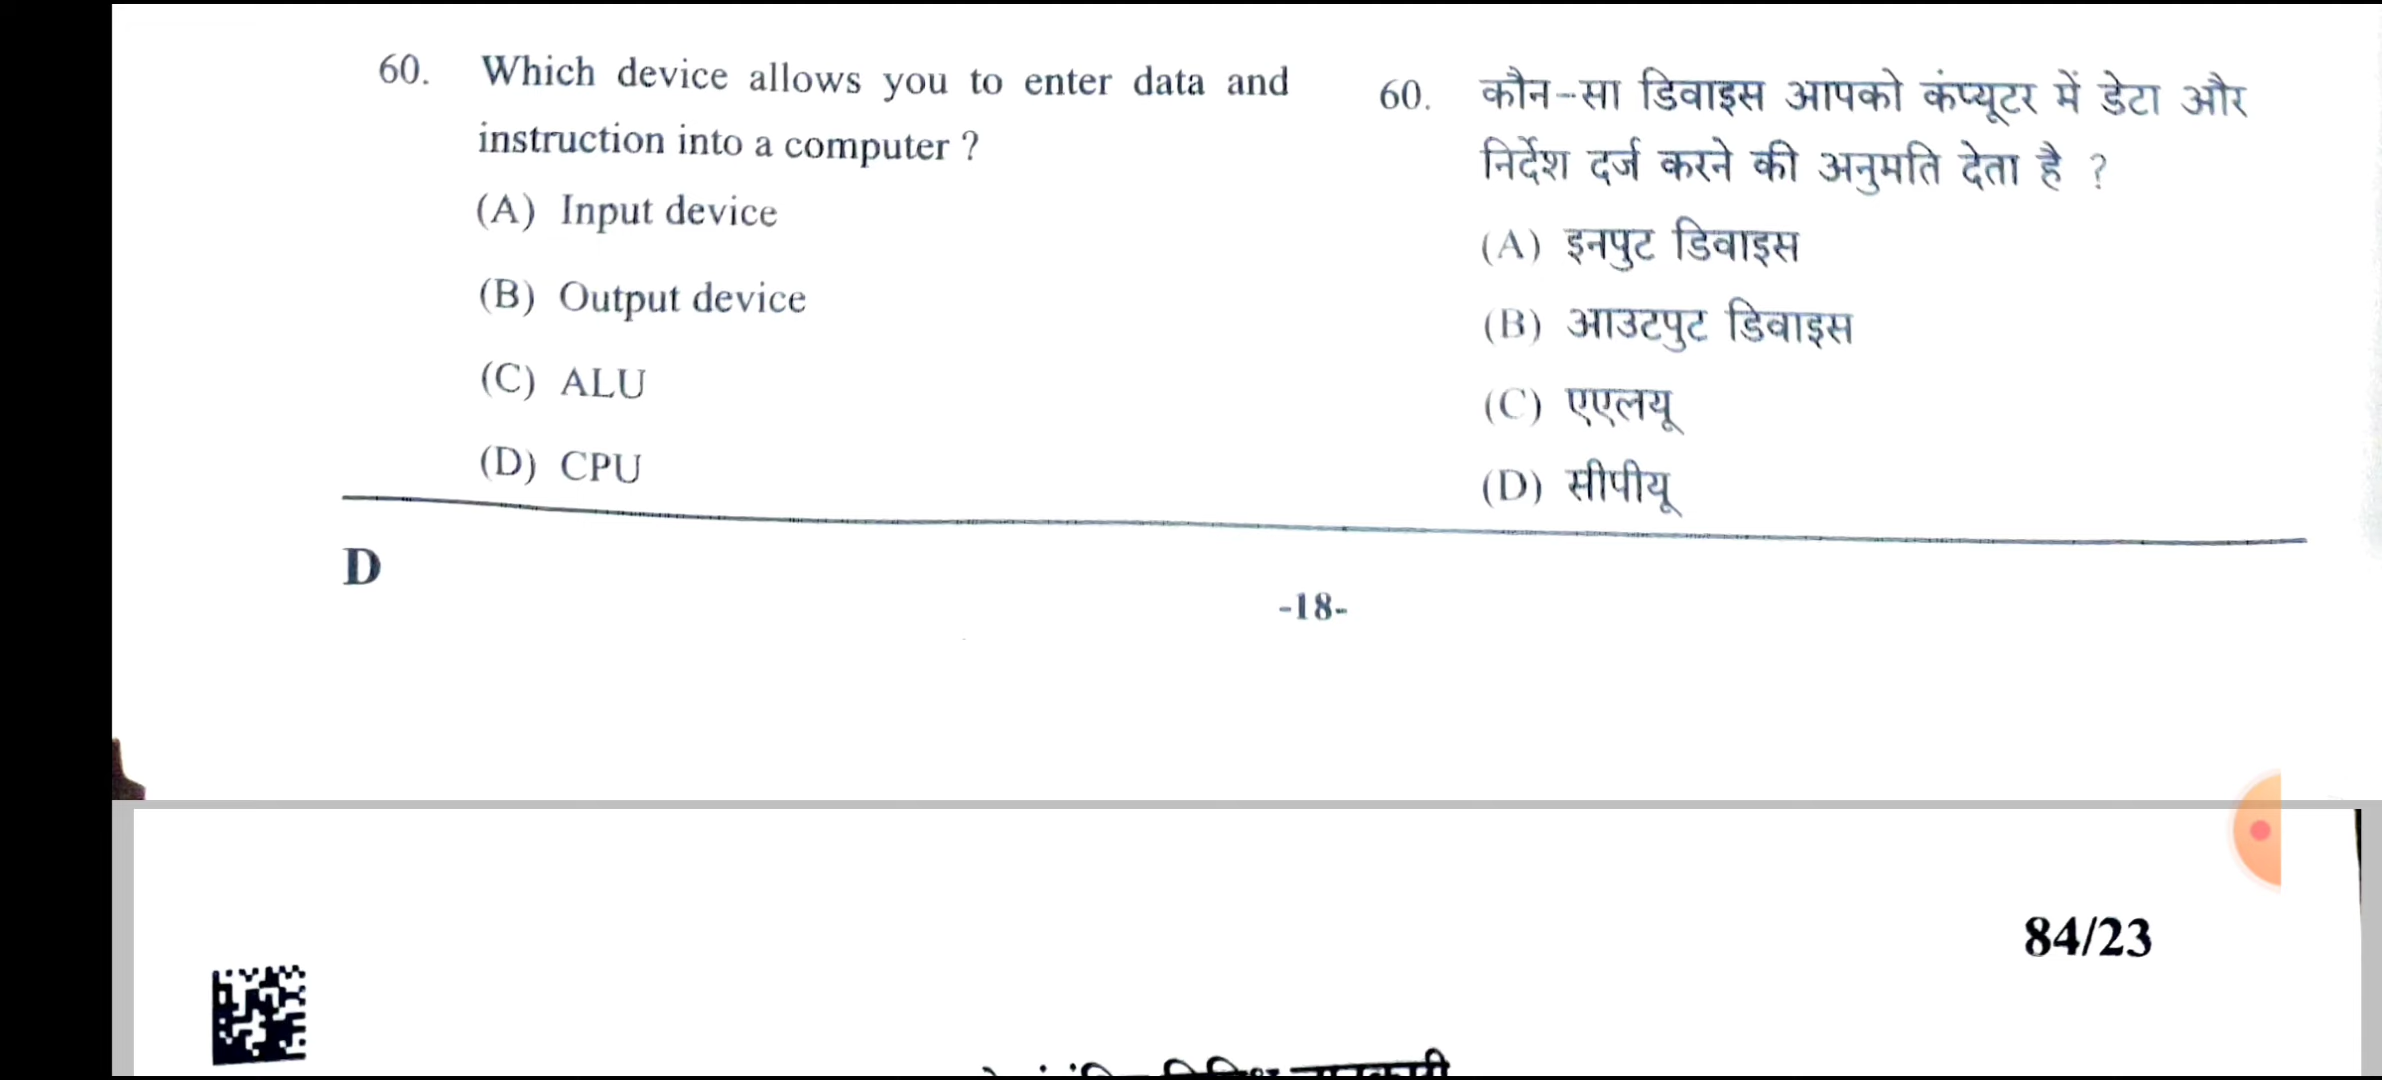 60. Which device allows you to enter data and
instruction into a computer ?
(A) Input device
(B) Output device
(C) ALU
(D) CPU
60. कौन-सा डिवाइस आपको कंप्यूटर में डेटा और
निर्देश दर्ज करने की अनुमति देता है ?
(A) इनपुट डिवाइस
(B) आउटपुट डिवाइस
(C) एएलयू
(D) सीपीयू
D
-18-
84/23